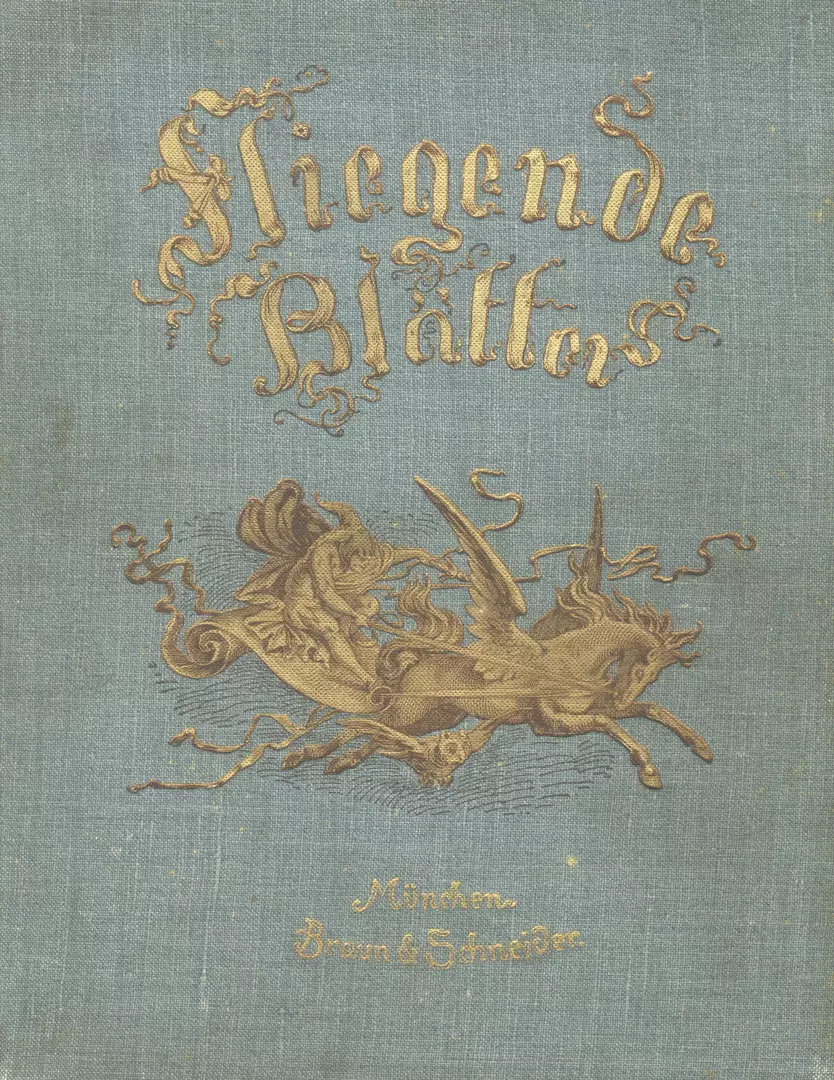 Fliegende
Blätter
München.
Braun & Schneider.